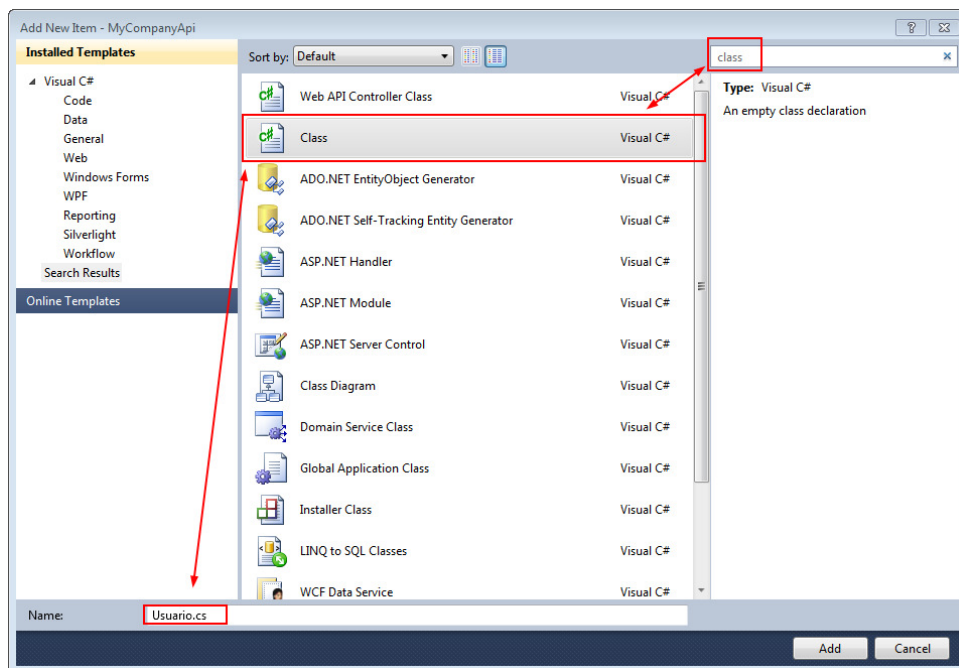 Add New Item - MyCompanyApi
Installed Templates
Visual C#
Code
Data
General
Web
Windows Forms
WPF
Reporting
Silverlight
Workflow
Search Results
Online Templates
Sort by: Default
Web API Controller Class Visual C#
Class Visual C#
ADO.NET EntityObject Generator Visual C#
ADO.NET Self-Tracking Entity Generator Visual C#
ASP.NET Handler Visual C#
ASP.NET Module Visual C#
ASP.NET Server Control Visual C#
Class Diagram Visual C#
Domain Service Class Visual C#
Global Application Class Visual C#
Installer Class Visual C#
LINQ to SQL Classes Visual C#
WCF Data Service Visual C#
class
Type: Visual C#
An empty class declaration
Name: Usuario.cs
Add Cancel